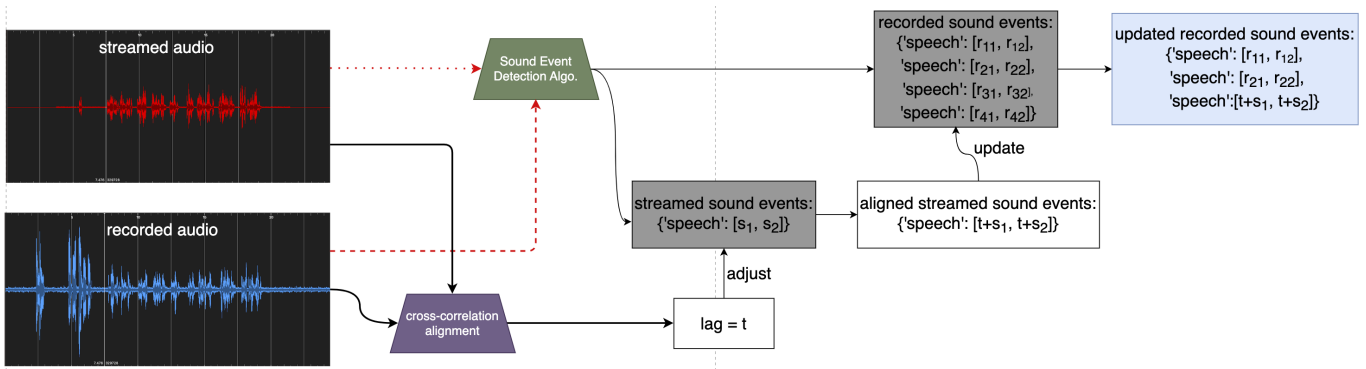 streamed audio
recorded audio
Sound Event
Detection Algo.
cross-correlation
alignment
lag = t
adjust
streamed sound events:
{'speech': [s1, s2]}
aligned streamed sound events:
{'speech': [t+s1, t+s2]}
update
recorded sound events:
{'speech': [r11, r12],
'speech': [r21, r22],
'speech': [r31, r32],
'speech': [r41, r42]}
updated recorded sound events:
{'speech': [r11, r12],
'speech': [r21, r22],
'speech':[t+s1, t+s2]}